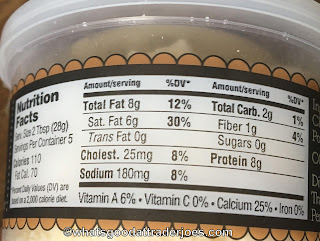 Nutrition
Facts
Serv. Size 2 Tbsp (28g)
Servings Per Container 5
Calories 110
Fat Cal. 70
Percent Daily Values (DV) are
based on a 2,000 calorie diet.
Amount/serving %DV*
Total Fat 8g 12%
Sat. Fat 6g 30%
Trans Fat 0g
Cholest. 25mg 8%
Sodium 180mg 8%
Amount/serving %DV*
Total Carb. 2g 1%
Fiber 1g 4%
Sugars 0g
Protein 8g
Vitamin A 6% • Vitamin C 0% • Calcium 25% • Iron 0%
©whatsgoodattraderjoes.com